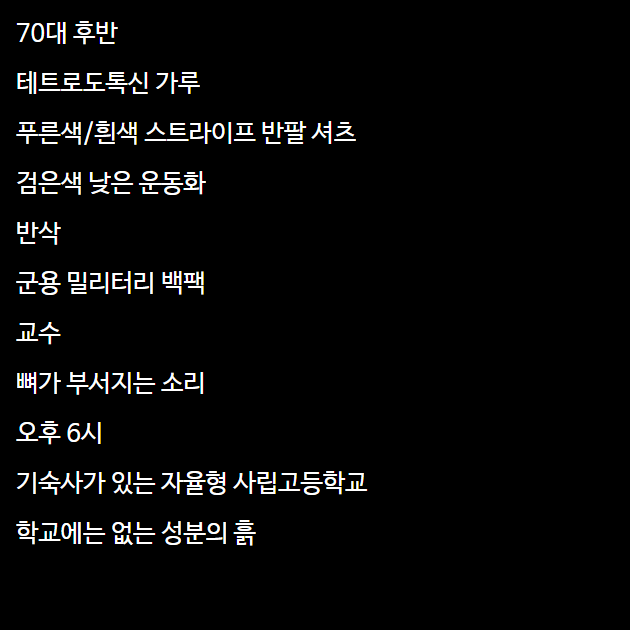 70대 후반
테트로도톡신 가루
푸른색/흰색 스트라이프 반팔 셔츠
검은색 낮은 운동화
반삭
군용 밀리터리 백팩
교수
뼈가 부서지는 소리
오후 6시
기숙사가 있는 자율형 사립고등학교
학교에는 없는 성분의 흙